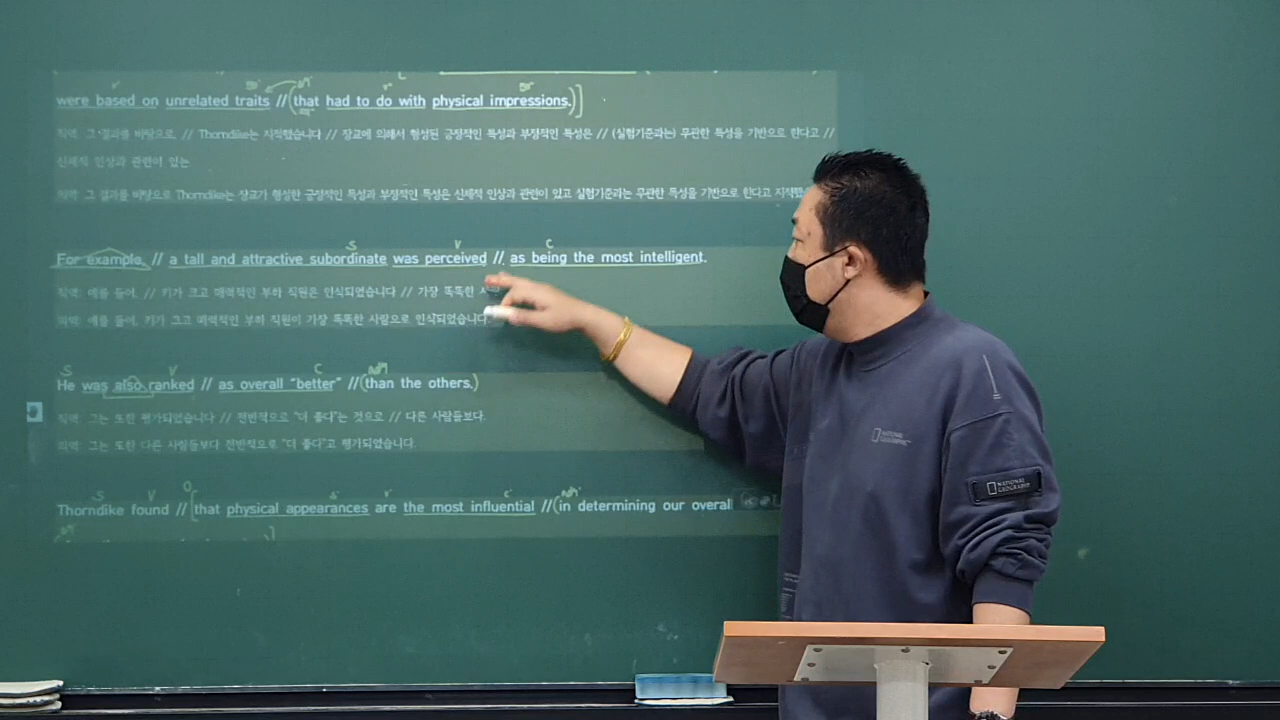 were based on unrelated traits // (that had to do with physical impressions.)]
직역: 그 결과를 바탕으로, // Thorndike는 지적했습니다 // 장교에 의해서 형성된 긍정적인 특성과 부정적인 특성은 // (실험기준과는) 무관한 특성을 기반으로 한다고 //
신체적 인상과 관련이 있는
의역: 그 결과를 바탕으로 Thorndike는 장교가 형성한 긍정적인 특성과 부정적인 특성은 신체적 인상과 관련이 있고 실험기준과는 무관한 특성을 기반으로 한다고 지적했
S V C
For example, // a tall and attractive subordinate was perceived // as being the most intelligent.
직역: 예를 들어, // 키가 크고 매력적인 부하 직원은 인식되었습니다 // 가장 똑똑한
의역: 예를 들어, 키가 크고 매력적인 부하 직원이 가장 똑똑한 사람으로 인식되었습니다.
S V C
He was also ranked // as overall "better" // (than the others.)
직역: 그는 또한 평가되었습니다 // 전반적으로 "더 좋다"는 것으로 // 다른 사람들보다.
의역: 그는 또한 다른 사람들보다 전반적으로 "더 좋다"고 평가되었습니다.
S V O
Thorndike found // [that physical appearances are the most influential // (in determining our overal
NATIONAL GEOGRAPHIC
NATIONAL GEOGRAPHIC